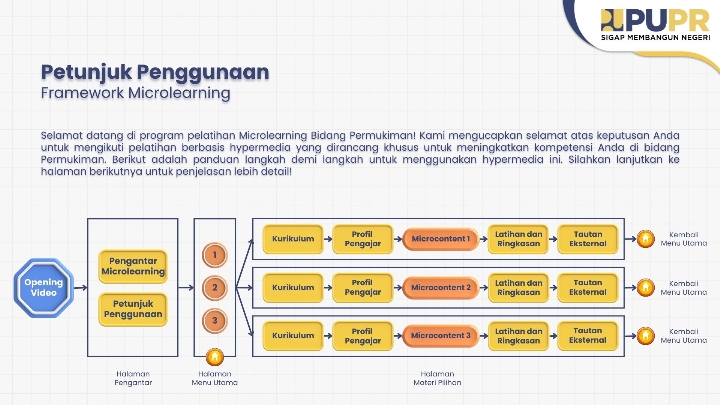 PUPR
SIGAP MEMBANGUN NEGERI
Petunjuk Penggunaan
Framework Microlearning
Selamat datang di program pelatihan Microlearning Bidang Permukiman! Kami mengucapkan selamat atas keputusan Anda
untuk mengikuti pelatihan berbasis hypermedia yang dirancang khusus untuk meningkatkan kompetensi Anda di bidang
Permukiman. Berikut adalah panduan langkah demi langkah untuk menggunakan hypermedia ini. Silahkan lanjutkan ke
halaman berikutnya untuk penjelasan lebih detail!
Opening
Video
Pengantar
Microlearning
Petunjuk
Penggunaan
Halaman
Pengantar
1
2
3
Halaman
Menu Utama
Kurikulum
Profil
Pengajar
Microcontent 1
Latihan dan
Ringkasan
Tautan
Eksternal
Kembali
Menu Utama
Kurikulum
Profil
Pengajar
Microcontent 2
Latihan dan
Ringkasan
Tautan
Eksternal
Kembali
Menu Utama
Kurikulum
Profil
Pengajar
Microcontent 3
Latihan dan
Ringkasan
Tautan
Eksternal
Kembali
Menu Utama
Halaman
Materi Pilihan